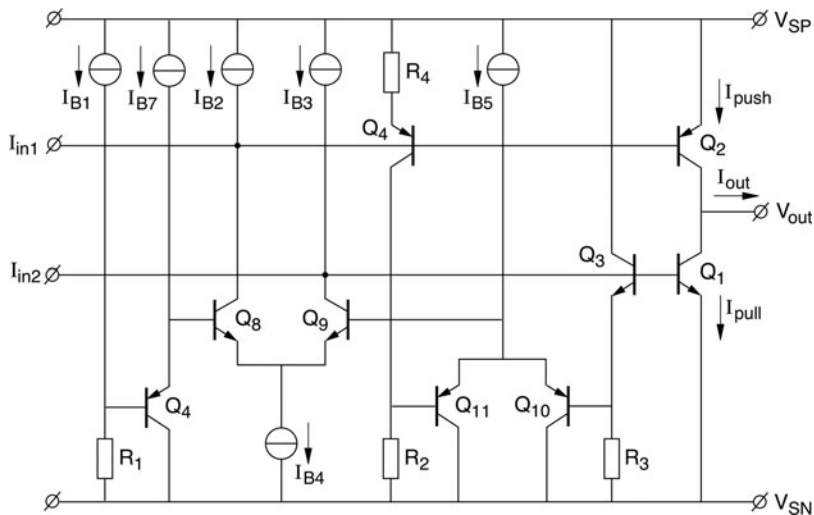 V_SP
I_B1
I_B7
I_B2
I_B3
R_4
I_B5
I_push
I_in1
Q_4
Q_2
I_out
V_out
I_in2
Q_3
Q_1
Q_8
Q_9
I_pull
Q_4
Q_11
Q_10
R_1
I_B4
R_2
R_3
V_SN